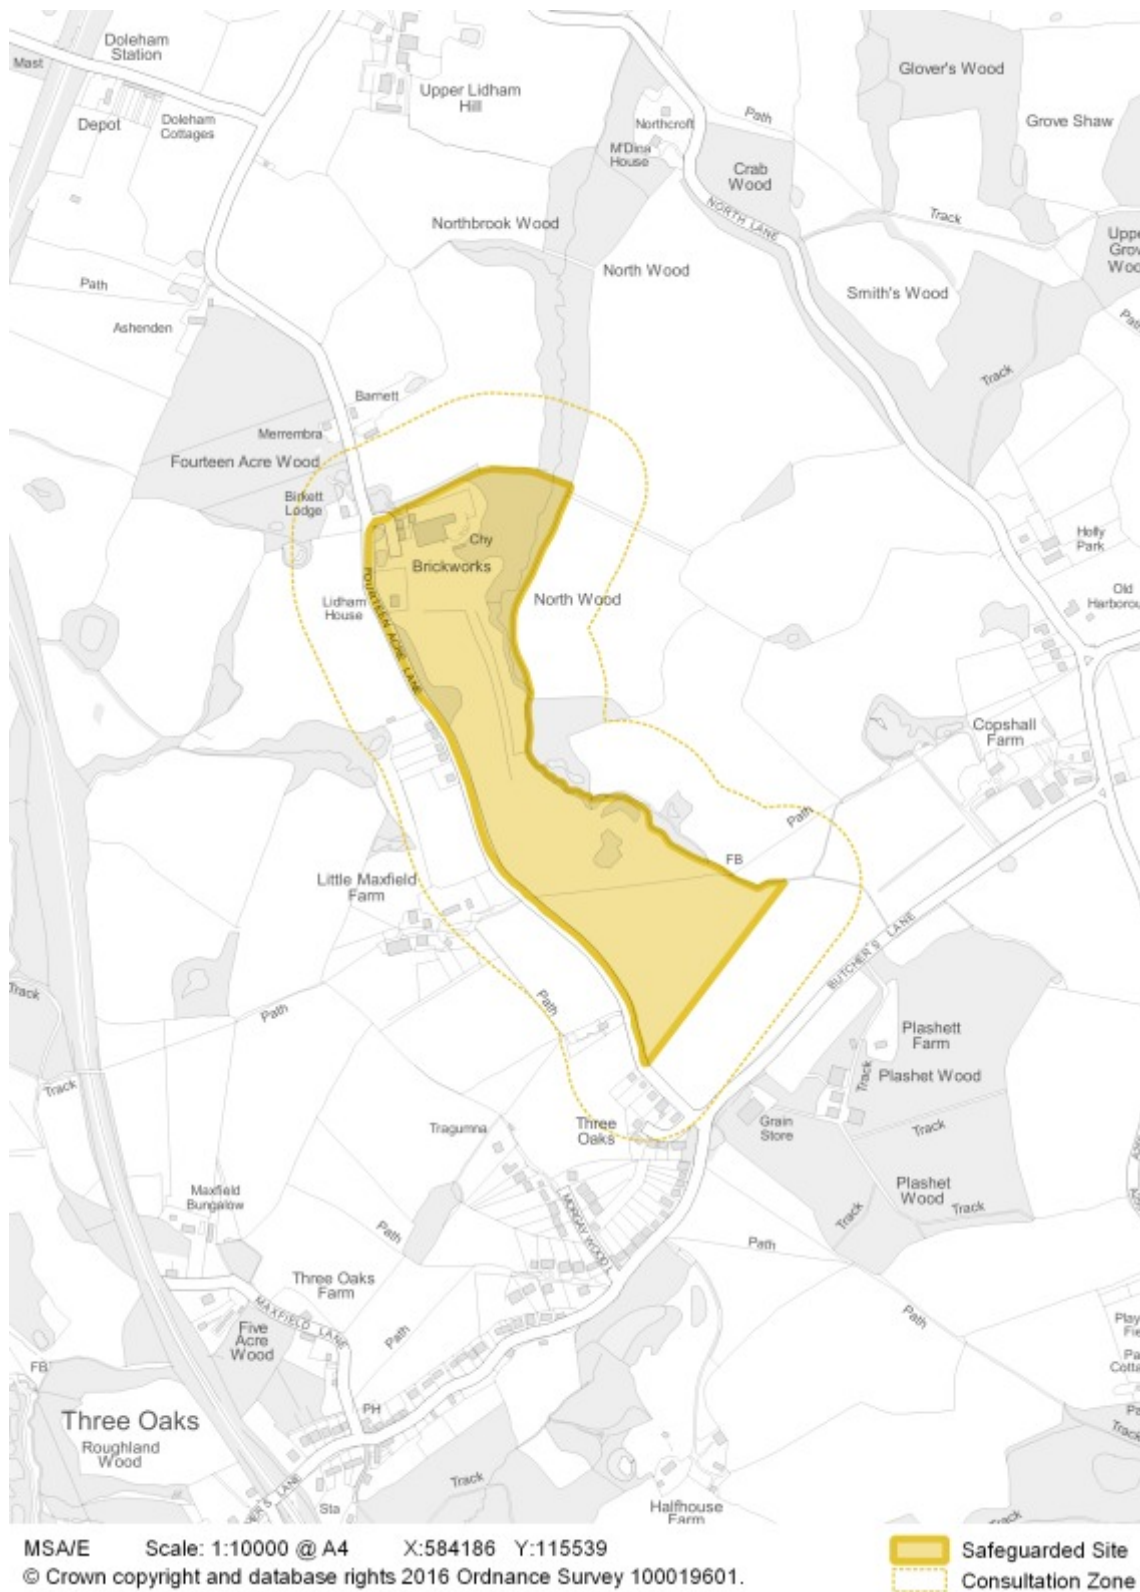 Doleham
Station
Mast
Depot
Doleham
Cottages
Upper Lidham
Hill
Northcroft
M'Dina
House
Path
Crab
Wood
Glover's Wood
Grove Shaw
NORTH LANE
Track
Northbrook Wood
North Wood
Smith's Wood
Path
Ashenden
Track
Barnett
Merrembra
Fourteen Acre Wood
Birkett
Lodge
Chy
Brickworks
FOURTEEN ACRE LANE
Lidham
House
North Wood
Holly
Park
Old
Copshall
Farm
Path
FB
Little Maxfield
Farm
BUTCHER'S LANE
Track
Path
Path
Plashett
Farm
Track
Plashet Wood
Track
Tragumna
Three
Oaks
Grain
Store
Track
Plashet
Wood
Track
Track
Maxfield
Bungalow
Path
MORGAY WOOD L
Path
Three Oaks
Farm
MAXFIELD LANE
Path
Path
Five
Acre
Wood
FB
PH
Three Oaks
Roughland
Wood
Track
Track
Sta
Halfhouse
Farm
MSA/E Scale: 1:10000 @ A4 X:584186 Y:115539
© Crown copyright and database rights 2016 Ordnance Survey 100019601.
Safeguarded Site
Consultation Zone